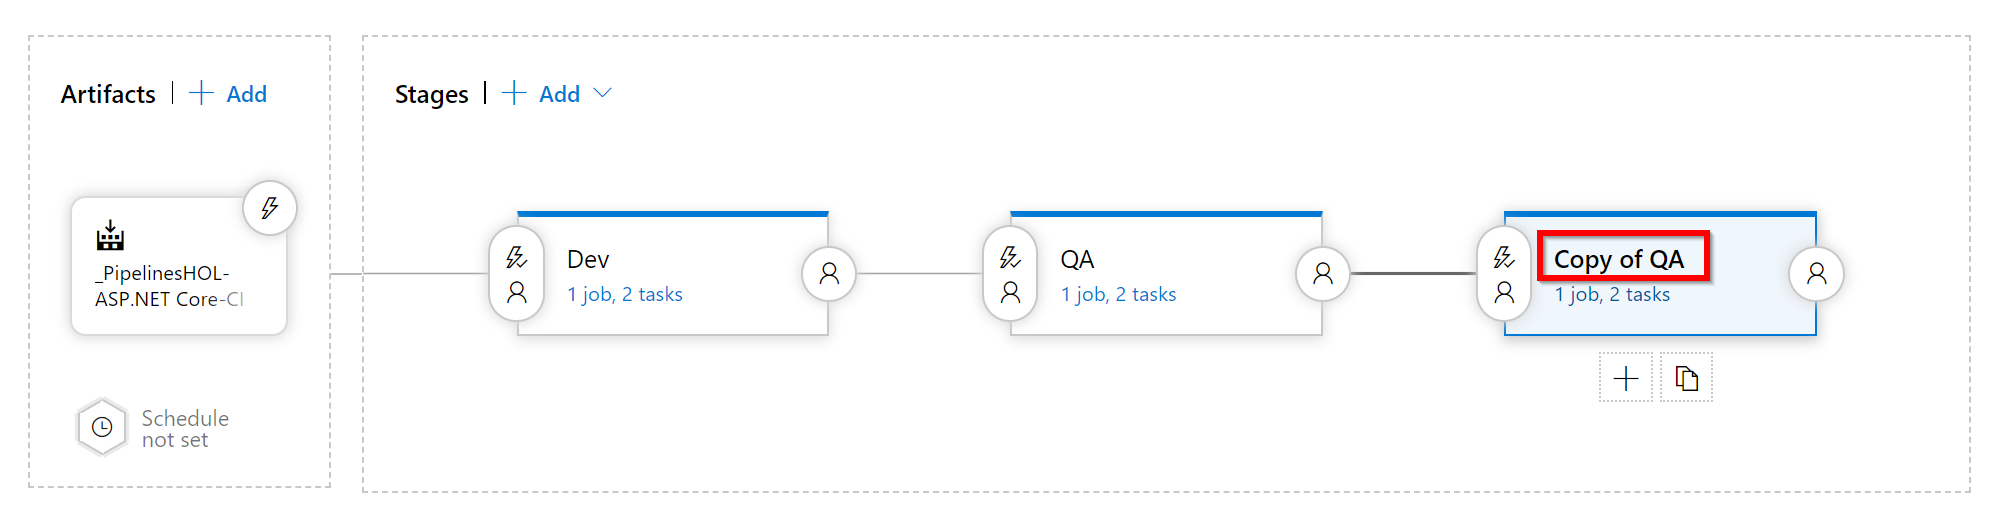 Artifacts | + Add
Stages | + Add
_PipelinesHOL-
ASP.NET Core-CI
Dev
1 job, 2 tasks
QA
1 job, 2 tasks
Copy of QA
1 job, 2 tasks
Schedule
not set